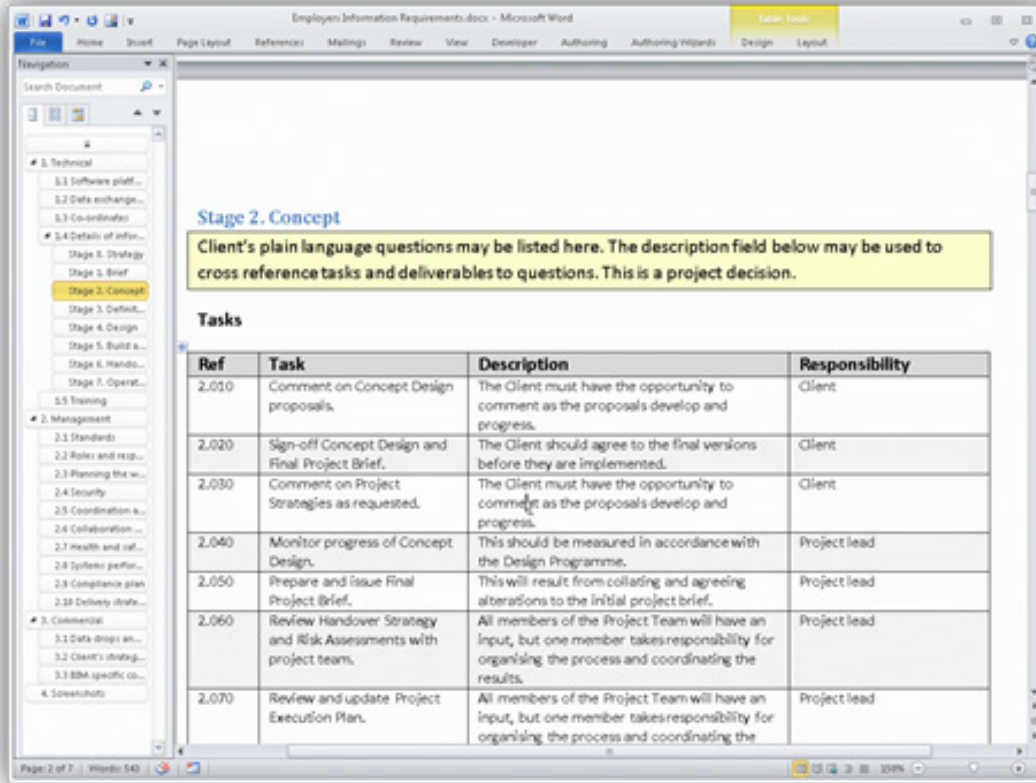 Employers Information Requirements.docx - Microsoft Word
Table Tools
File Home Insert Page Layout References Mailings Review View Developer Authoring Authoring Wizards Design Layout
Navigation
Search Document
1. Technical
1.1 Software platf...
1.2 Data exchange...
1.3 Co-ordinates
1.4 Details of infor...
Stage 0. Strategy
Stage 1. Brief
Stage 2. Concept
Stage 3. Definit...
Stage 4. Design
Stage 5. Build a...
Stage 6. Hando...
Stage 7. Operat...
1.5 Training
2. Management
2.1 Standards
2.2 Roles and resp...
2.3 Planning the w...
2.4 Security
2.5 Coordination a...
2.6 Collaboration ...
2.7 Health and saf...
2.8 Systems perfor...
2.9 Compliance plan
2.10 Delivery strate...
3. Commercial
3.1 Data drops an...
3.2 Client's strateg...
3.3 BIM-specific co...
4. Screenshots
Stage 2. Concept
Client's plain language questions may be listed here. The description field below may be used to
cross reference tasks and deliverables to questions. This is a project decision.
Tasks
Ref Task Description Responsibility
2.010 Comment on Concept Design The Client must have the opportunity to Client
proposals. comment as the proposals develop and
progress.
2.020 Sign-off Concept Design and The Client should agree to the final versions Client
Final Project Brief. before they are implemented.
2.030 Comment on Project The Client must have the opportunity to Client
Strategies as requested. comment as the proposals develop and
progress.
2.040 Monitor progress of Concept This should be measured in accordance with Project lead
Design. the Design Programme.
2.050 Prepare and issue Final This will result from collating and agreeing Project lead
Project Brief. alterations to the initial project brief.
2.060 Review Handover Strategy All members of the Project Team will have an Project lead
and Risk Assessments with input, but one member takes responsibility for
project team. organising the process and coordinating the
results.
2.070 Review and update Project All members of the Project Team will have an Project lead
Execution Plan. input, but one member takes responsibility for
organising the process and coordinating the
Page: 2 of 7 Words: 543 150%